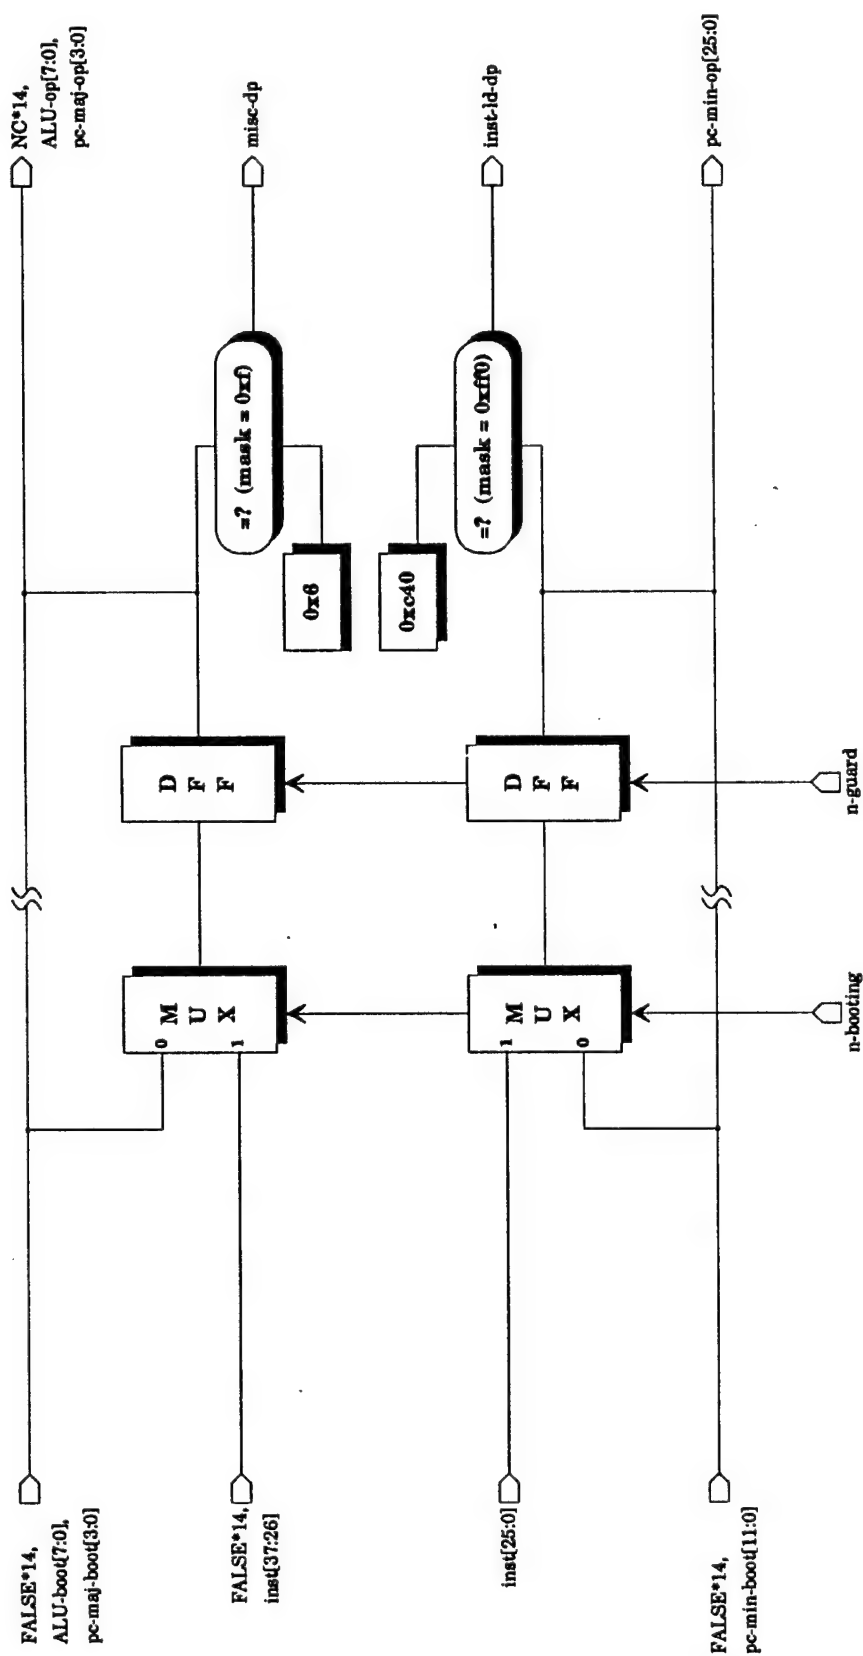 FALSE*14,
ALU-boot[7:0],
pc-maj-boot[3:0]
FALSE*14,
inst[37:26]
inst[25:0]
FALSE*14,
pc-min-boot[11:0]
0
M
U
X
1
1
M
U
X
0
n-booting
D
F
F
D
F
F
n-guard
0x6
0xc40
=? (mask = 0xf)
=? (mask = 0xff0)
NC*14,
ALU-op[7:0],
pc-maj-op[3:0]
misc-dp
inst-ld-dp
pc-min-op[25:0]